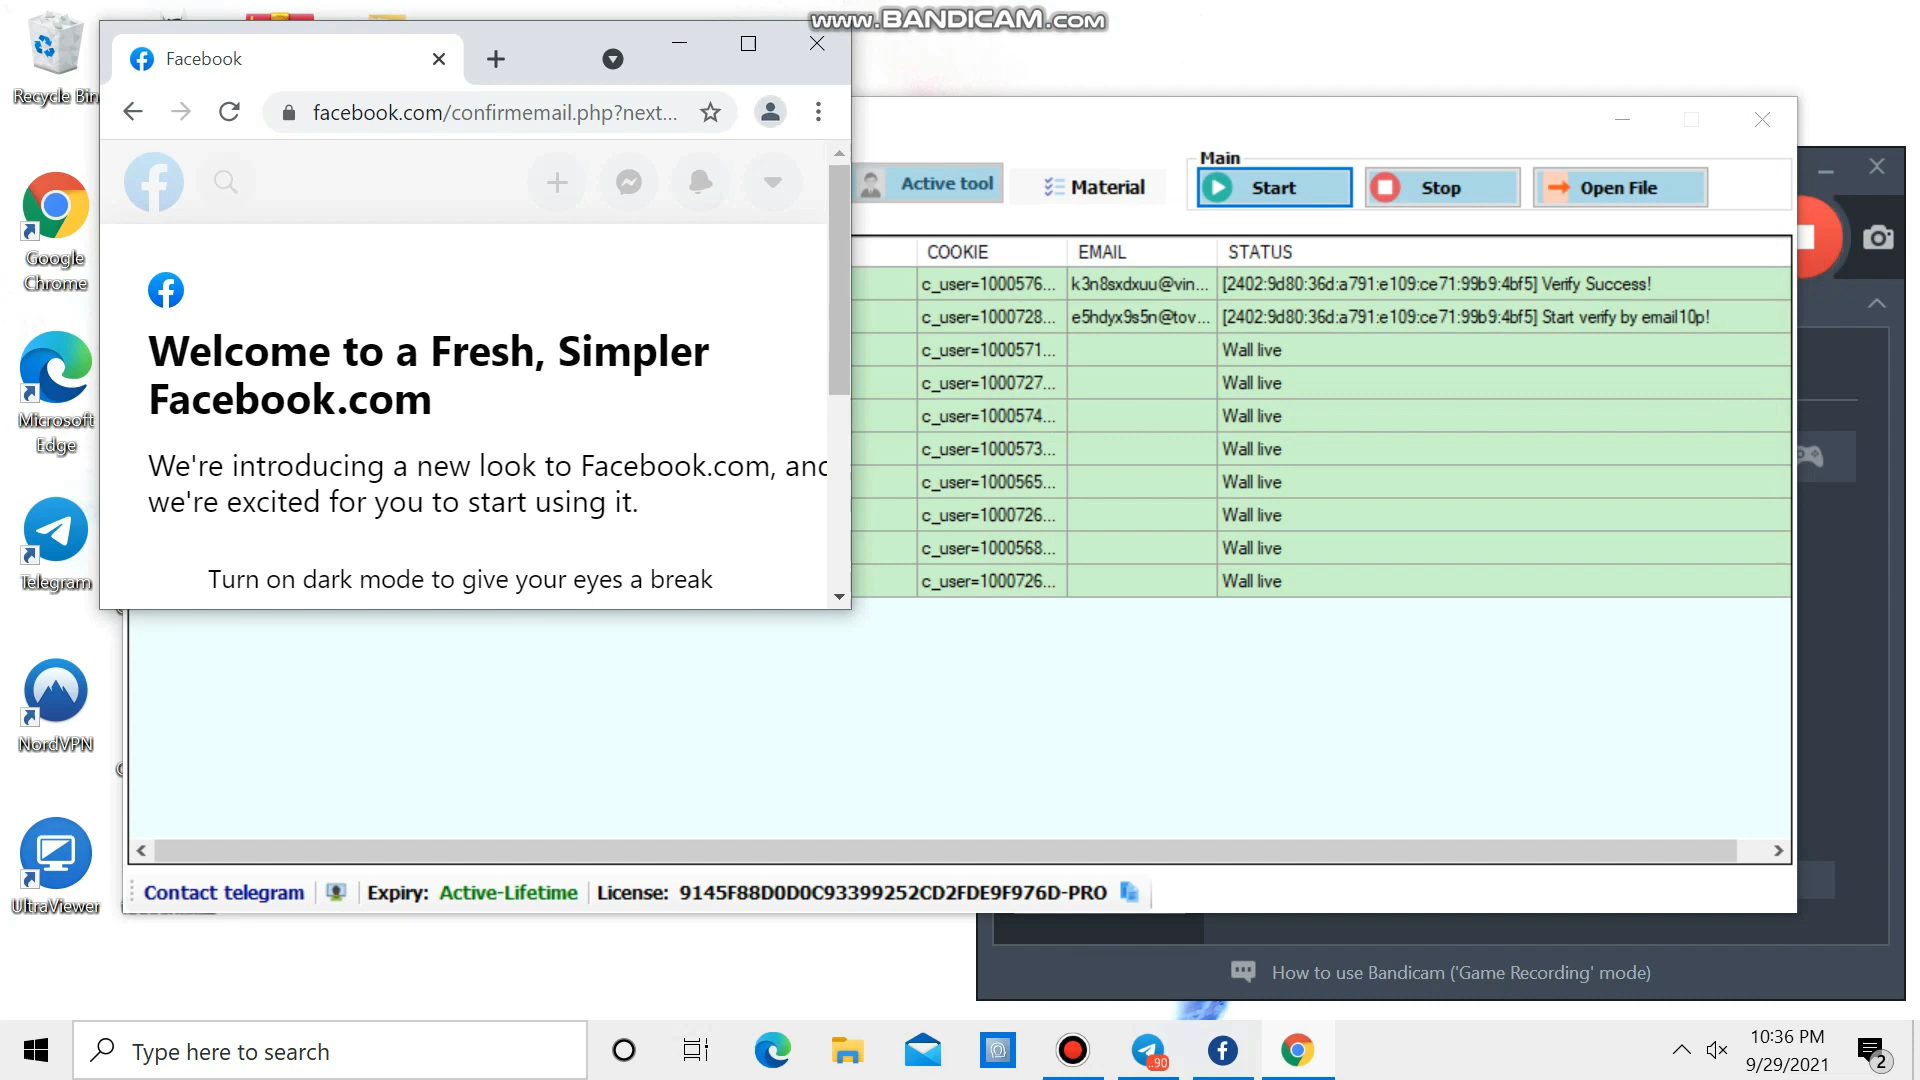 www.BANDICAM.com
Recycle Bin
Google
Chrome
Microsoft
Edge
Telegram
NordVPN
UltraViewer
Facebook
facebook.com/confirmemail.php?next...
Welcome to a Fresh, Simpler
Facebook.com
We're introducing a new look to Facebook.com, and
we're excited for you to start using it.
Turn on dark mode to give your eyes a break
Active tool
Material
Main
Start
Stop
Open File
COOKIE EMAIL STATUS
c_user=1000576... k3n8sxdxuu@vin... [2402:9d80:36d:a791:e109:ce71:99b9:4bf5] Verify Success!
c_user=1000728... e5hdyx9s5n@tov... [2402:9d80:36d:a791:e109:ce71:99b9:4bf5] Start verify by email10p!
c_user=1000571... Wall live
c_user=1000727... Wall live
c_user=1000574... Wall live
c_user=1000573... Wall live
c_user=1000565... Wall live
c_user=1000726... Wall live
c_user=1000568... Wall live
c_user=1000726... Wall live
Contact telegram Expiry: Active-Lifetime License: 9145F88D0D0C93399252CD2FDE9F976D-PRO
How to use Bandicam ('Game Recording' mode)
Type here to search
..90
10:36 PM
9/29/2021
2